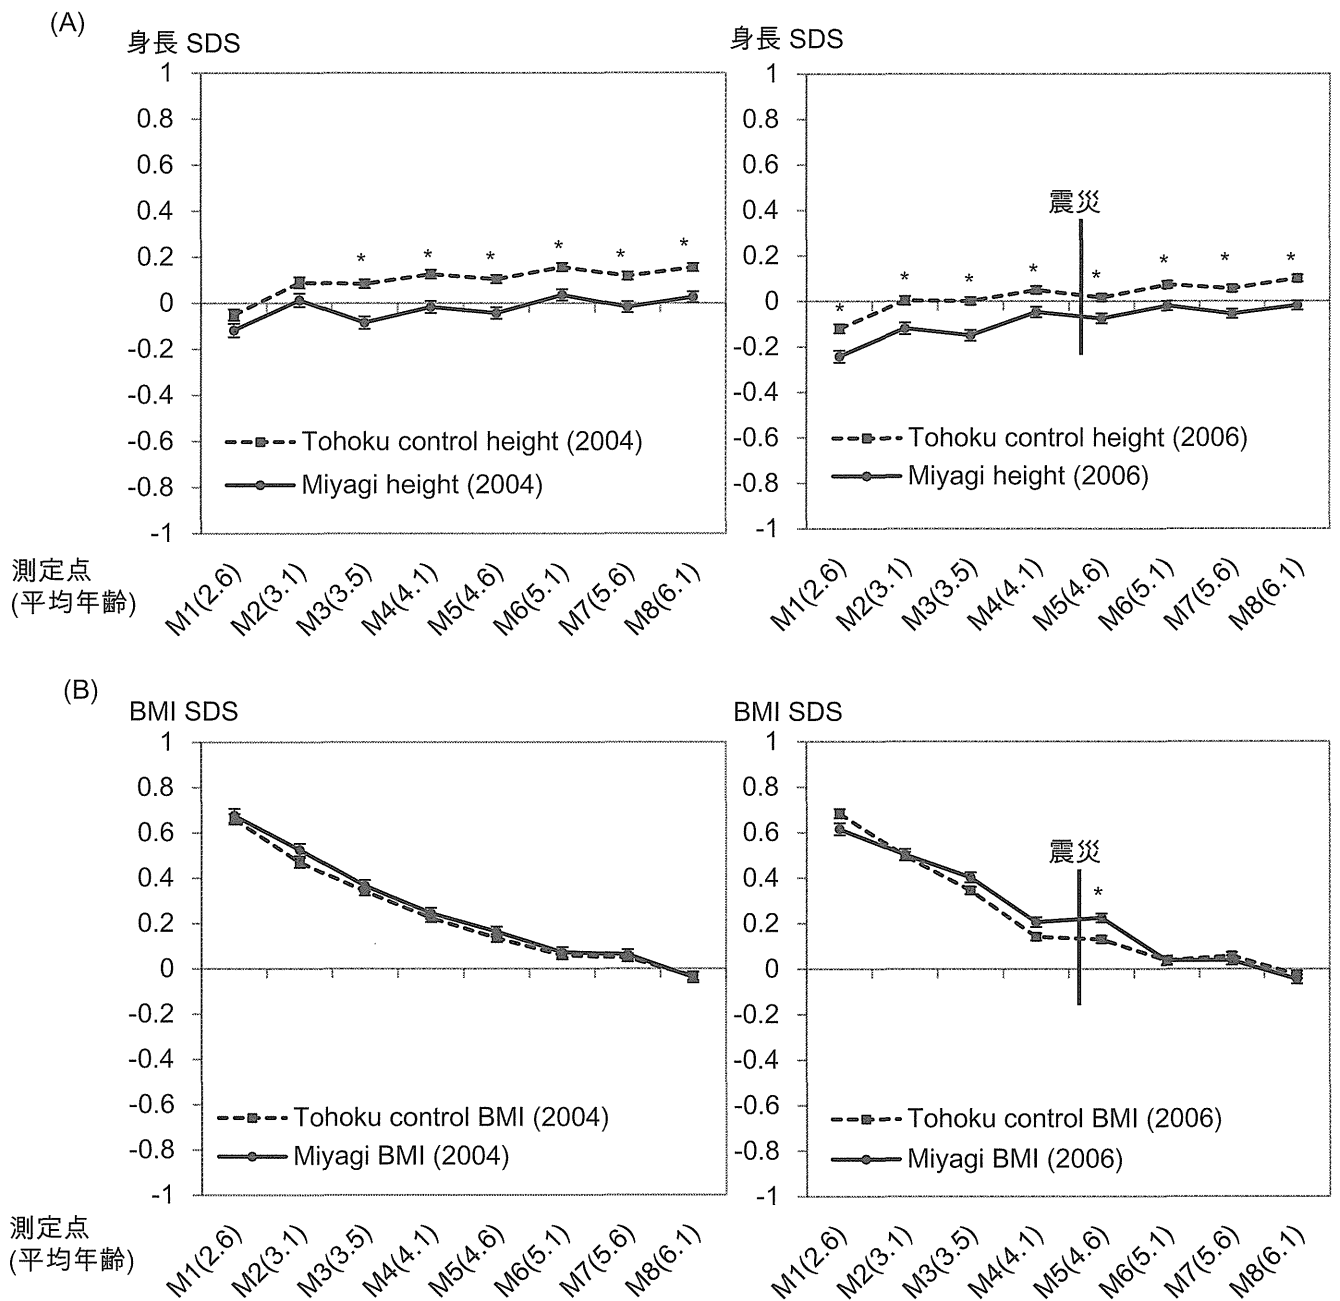 (A)
身長 SDS
1
0.8
0.6
0.4
0.2
0
-0.2
-0.4
-0.6
-0.8
-1
* * * * * *
Tohoku control height (2004)
Miyagi height (2004)
測定点
(平均年齢)
M1(2.6) M2(3.1) M3(3.5) M4(4.1) M5(4.6) M6(5.1) M7(5.6) M8(6.1)
身長 SDS
1
0.8
0.6
0.4
0.2
0
-0.2
-0.4
-0.6
-0.8
-1
震災
* * * * * * * *
Tohoku control height (2006)
Miyagi height (2006)
M1(2.6) M2(3.1) M3(3.5) M4(4.1) M5(4.6) M6(5.1) M7(5.6) M8(6.1)
(B)
BMI SDS
1
0.8
0.6
0.4
0.2
0
-0.2
-0.4
-0.6
-0.8
-1
Tohoku control BMI (2004)
Miyagi BMI (2004)
測定点
(平均年齢)
M1(2.6) M2(3.1) M3(3.5) M4(4.1) M5(4.6) M6(5.1) M7(5.6) M8(6.1)
BMI SDS
1
0.8
0.6
0.4
0.2
0
-0.2
-0.4
-0.6
-0.8
-1
震災
*
Tohoku control BMI (2006)
Miyagi BMI (2006)
M1(2.6) M2(3.1) M3(3.5) M4(4.1) M5(4.6) M6(5.1) M7(5.6) M8(6.1)